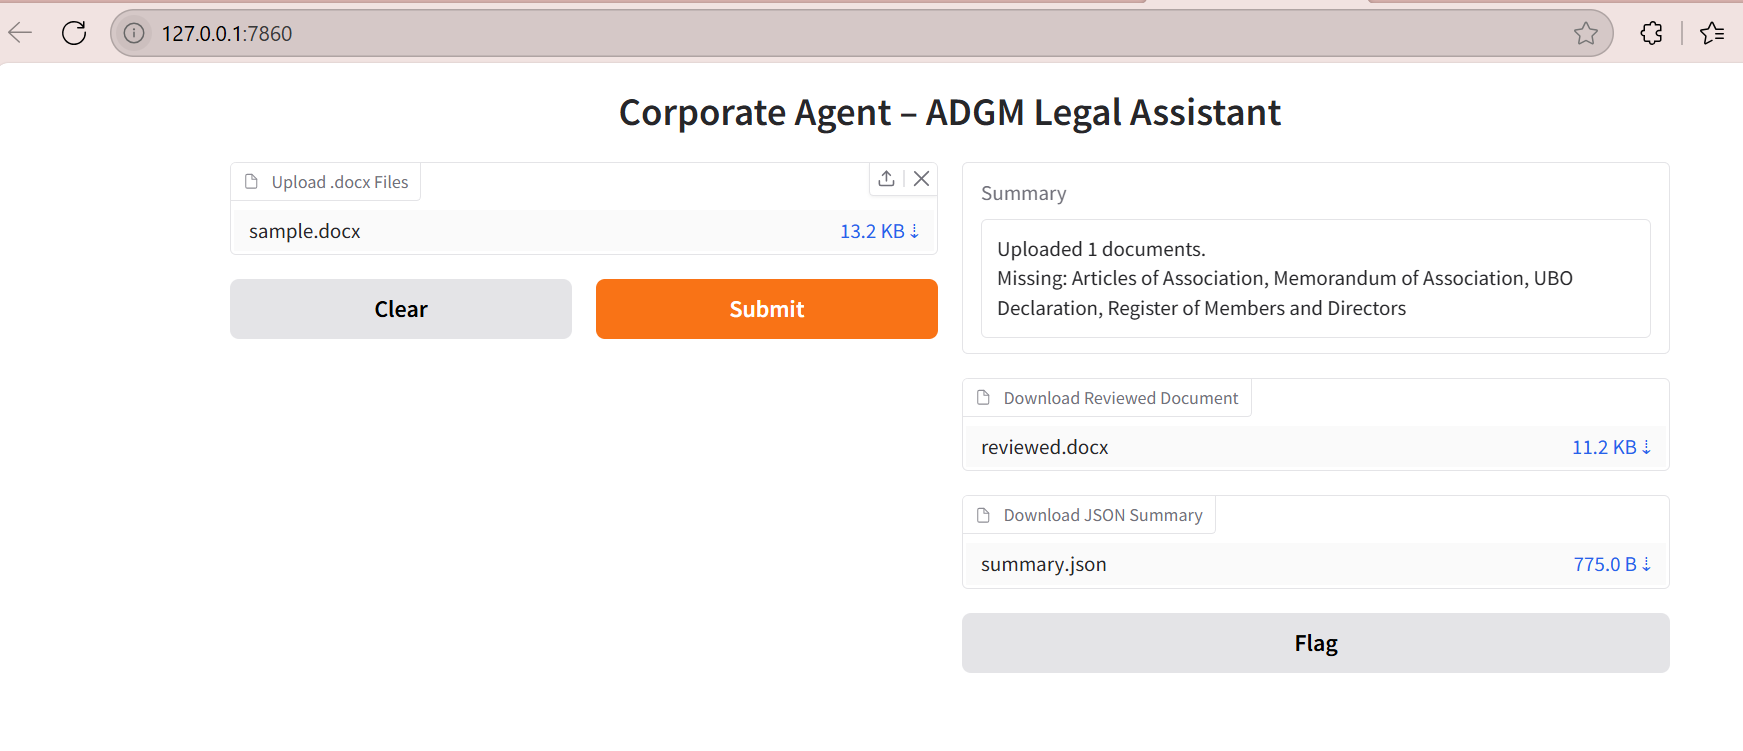 127.0.0.1:7860
Corporate Agent – ADGM Legal Assistant
Upload .docx Files
sample.docx
13.2 KB ⇣
Clear
Submit
Summary
Uploaded 1 documents.
Missing: Articles of Association, Memorandum of Association, UBO
Declaration, Register of Members and Directors
Download Reviewed Document
reviewed.docx
11.2 KB ⇣
Download JSON Summary
summary.json
775.0 B ⇣
Flag